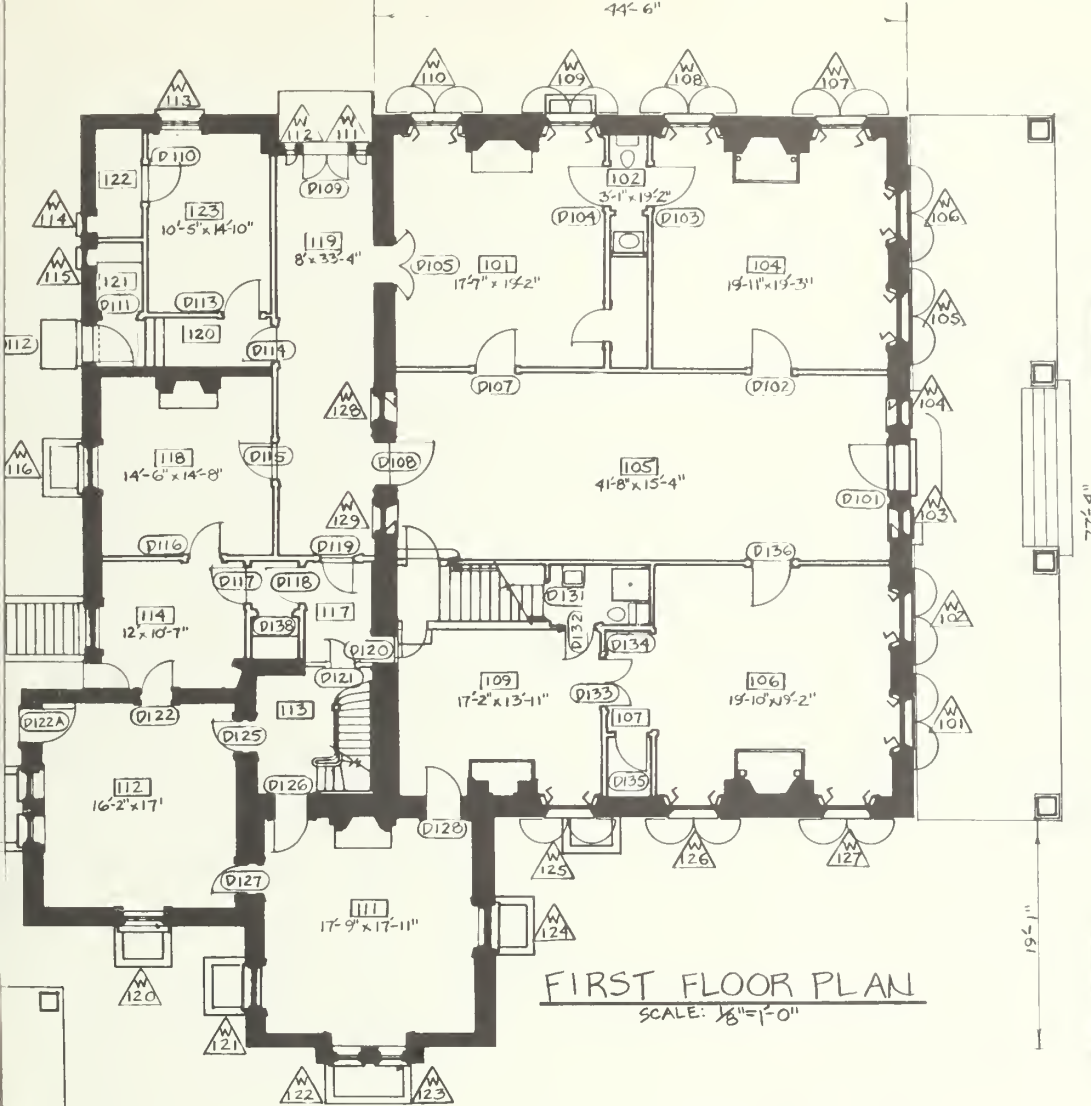 44'-6"
W
110
W
109
W
108
W
107
W
113
W
112
W
111
D110
D109
122
123
10'-5" x 14'-10"
102
3'-1" x 19'-2"
D104
D103
W
114
W
106
119
8' x 33'-4"
W
115
121
D111
D105
101
17'-7" x 19'-2"
104
19'-11" x 19'-3"
D113
W
105
D112
120
D114
D107
D102
W
128
W
104
W
116
118
14'-6" x 14'-8"
D115
D108
105
41'-8" x 15'-4"
D101
W
129
W
103
D116
D119
D136
D117
D118
D131
114
12' x 10'-7"
117
D138
D132
D134
W
102
D120
D121
109
17'-2" x 13'-11"
D133
106
19'-10" x 19'-2"
113
107
W
101
D122A
D122
D125
112
16'-2" x 17'
D126
D135
D128
W
125
W
126
W
127
D127
111
17'-9" x 17'-11"
W
124
19'-1"
W
120
W
121
W
122
W
123
FIRST FLOOR PLAN
SCALE: 1/8"=1'-0"